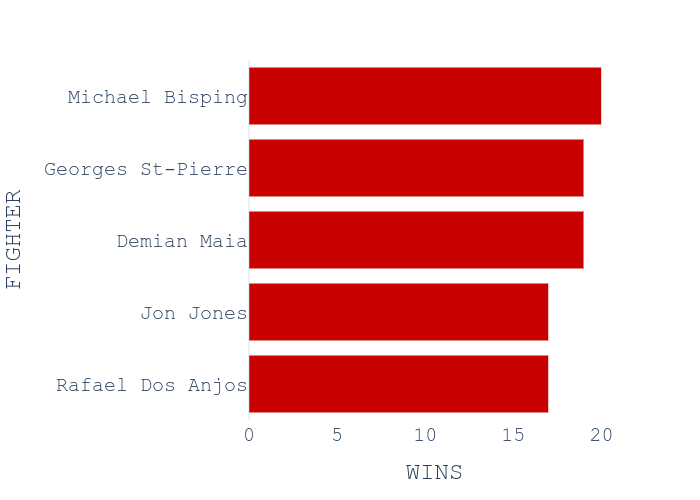 Michael Bisping
Georges St-Pierre
Demian Maia
Jon Jones
Rafael Dos Anjos
FIGHTER
0 5 10 15 20
WINS